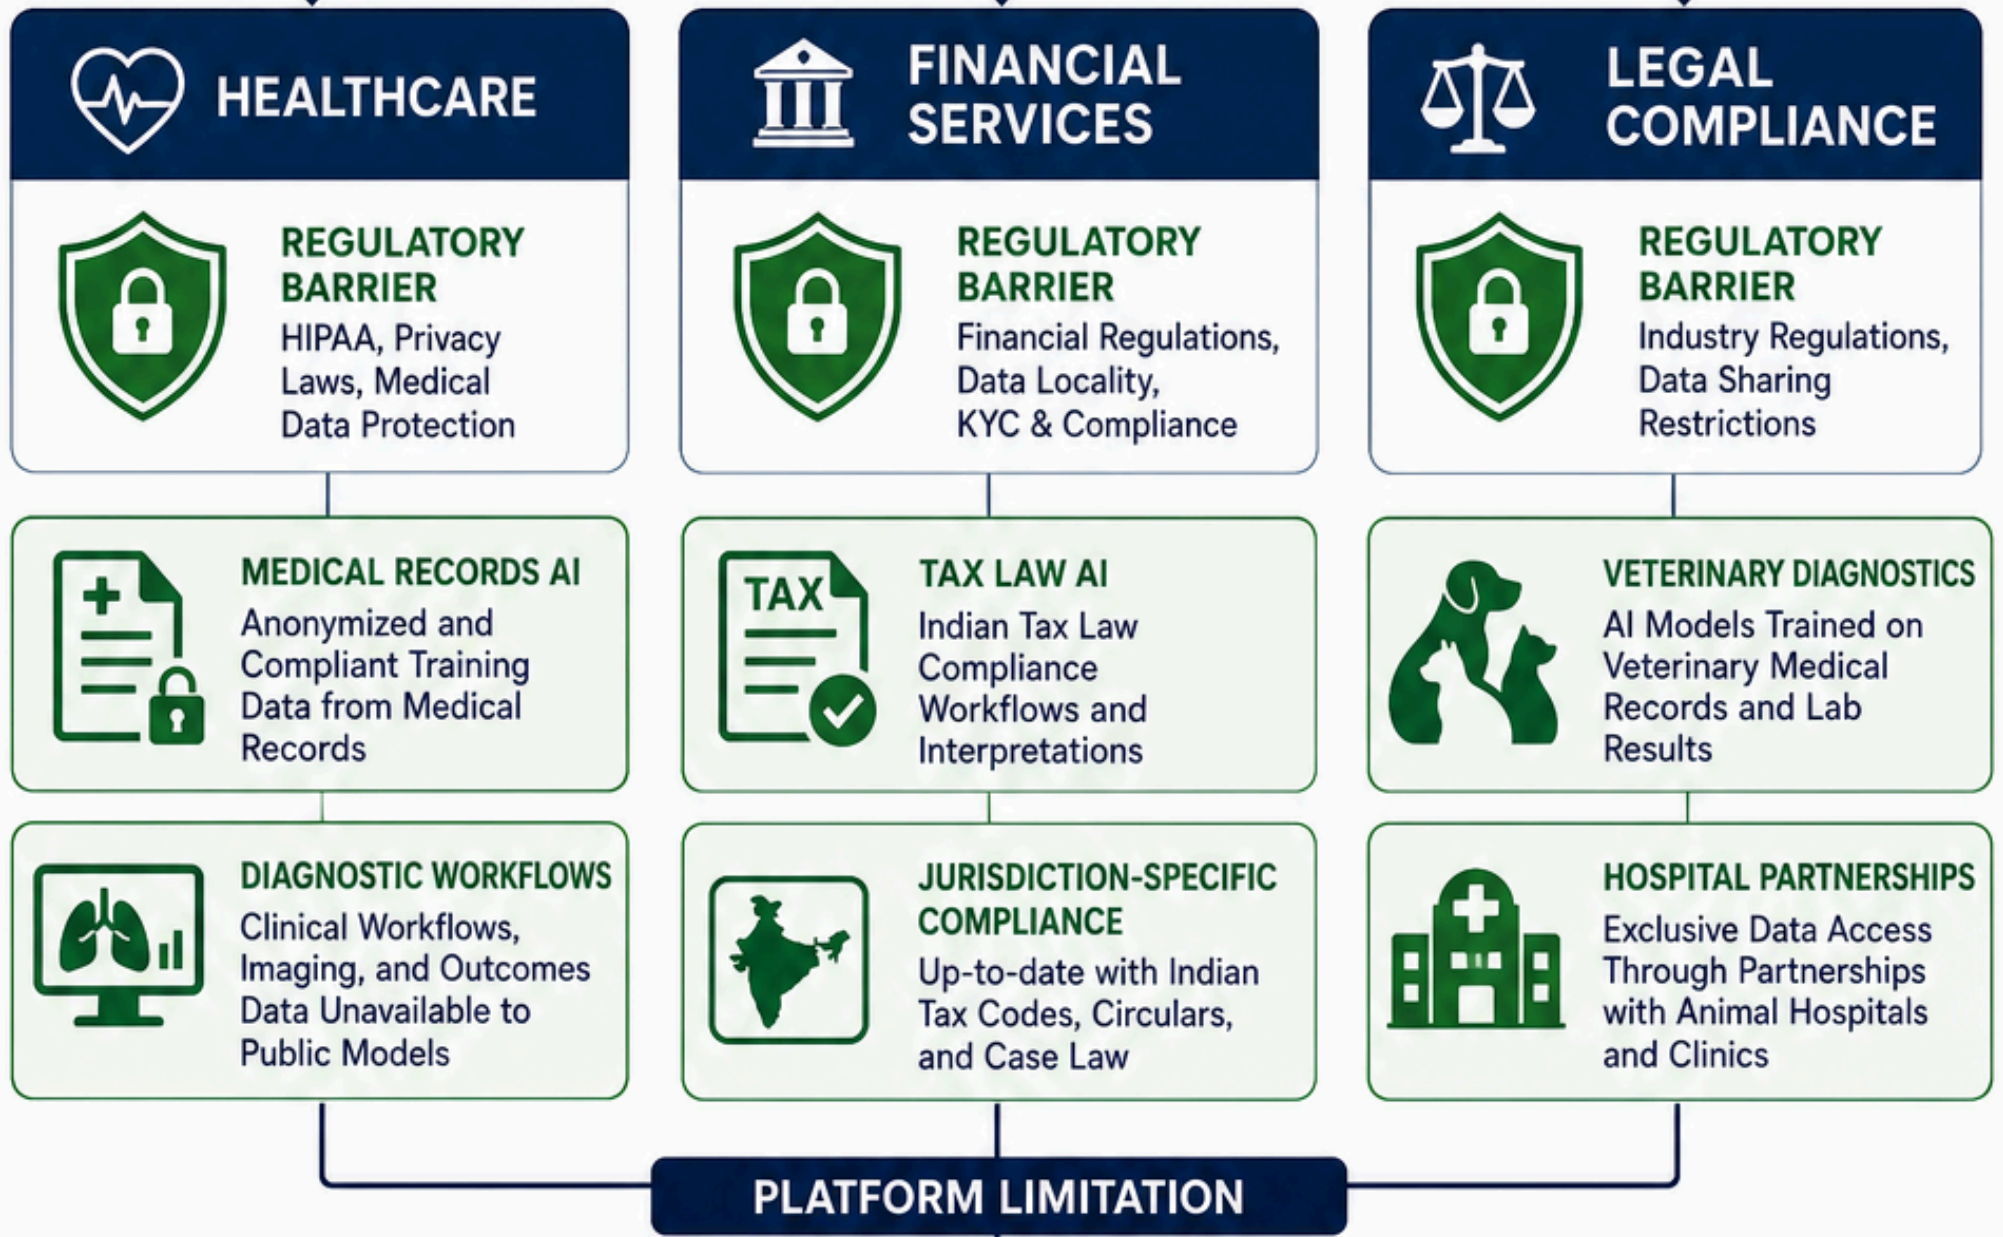 HEALTHCARE
REGULATORY
BARRIER
HIPAA, Privacy
Laws, Medical
Data Protection
MEDICAL RECORDS AI
Anonymized and
Compliant Training
Data from Medical
Records
DIAGNOSTIC WORKFLOWS
Clinical Workflows,
Imaging, and Outcomes
Data Unavailable to
Public Models
FINANCIAL
SERVICES
REGULATORY
BARRIER
Financial Regulations,
Data Locality,
KYC & Compliance
TAX
TAX LAW AI
Indian Tax Law
Compliance
Workflows and
Interpretations
JURISDICTION-SPECIFIC
COMPLIANCE
Up-to-date with Indian
Tax Codes, Circulars,
and Case Law
LEGAL
COMPLIANCE
REGULATORY
BARRIER
Industry Regulations,
Data Sharing
Restrictions
VETERINARY DIAGNOSTICS
AI Models Trained on
Veterinary Medical
Records and Lab
Results
HOSPITAL PARTNERSHIPS
Exclusive Data Access
Through Partnerships
with Animal Hospitals
and Clinics
PLATFORM LIMITATION